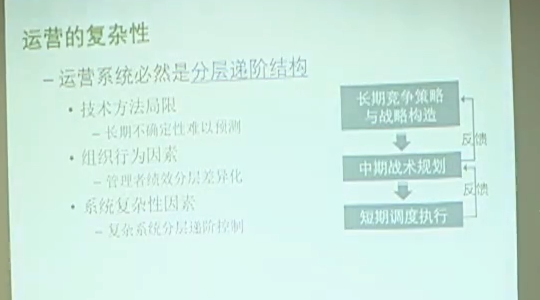 运营的复杂性
– 运营系统必然是分层递阶结构
• 技术方法局限
– 长期不确定性难以预测
• 组织行为因素
– 管理者绩效分层差异化
• 系统复杂性因素
– 复杂系统分层递阶控制
长期竞争策略
与战略构造
反馈
中期战术规划
反馈
短期调度执行